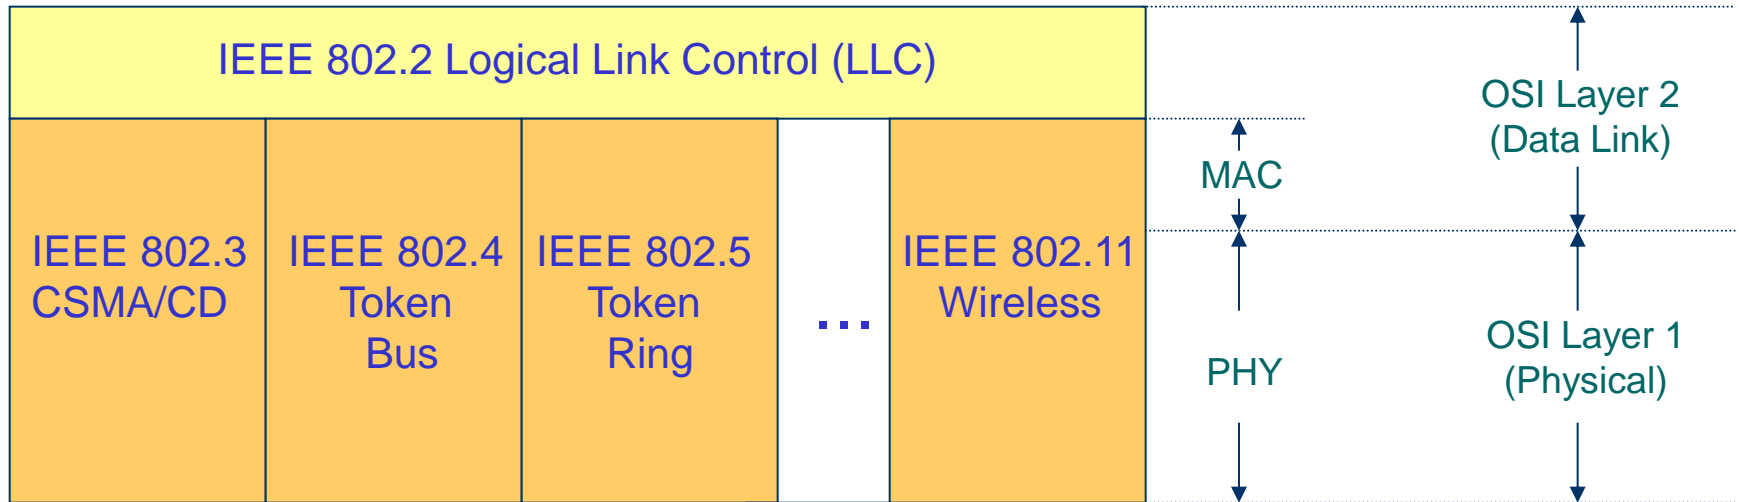 IEEE 802.2 Logical Link Control (LLC)
OSI Layer 2
(Data Link)
MAC
IEEE 802.3
CSMA/CD
IEEE 802.4
Token
Bus
IEEE 802.5
Token
Ring
...
IEEE 802.11
Wireless
PHY
OSI Layer 1
(Physical)